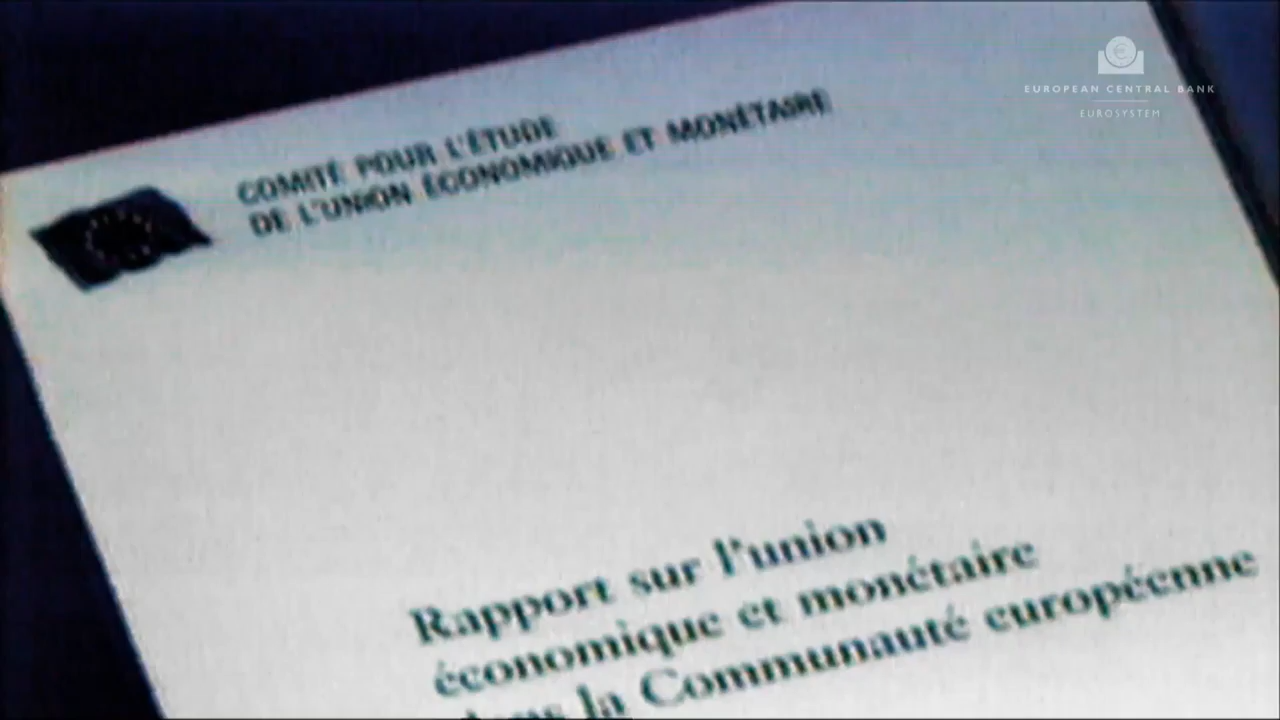 EUROPEAN CENTRAL BANK
EUROSYSTEM
COMITÉ POUR L'ÉTUDE
DE L'UNION ÉCONOMIQUE ET MONÉTAIRE
Rapport sur l'union
économique et monétaire
dans la Communauté européenne